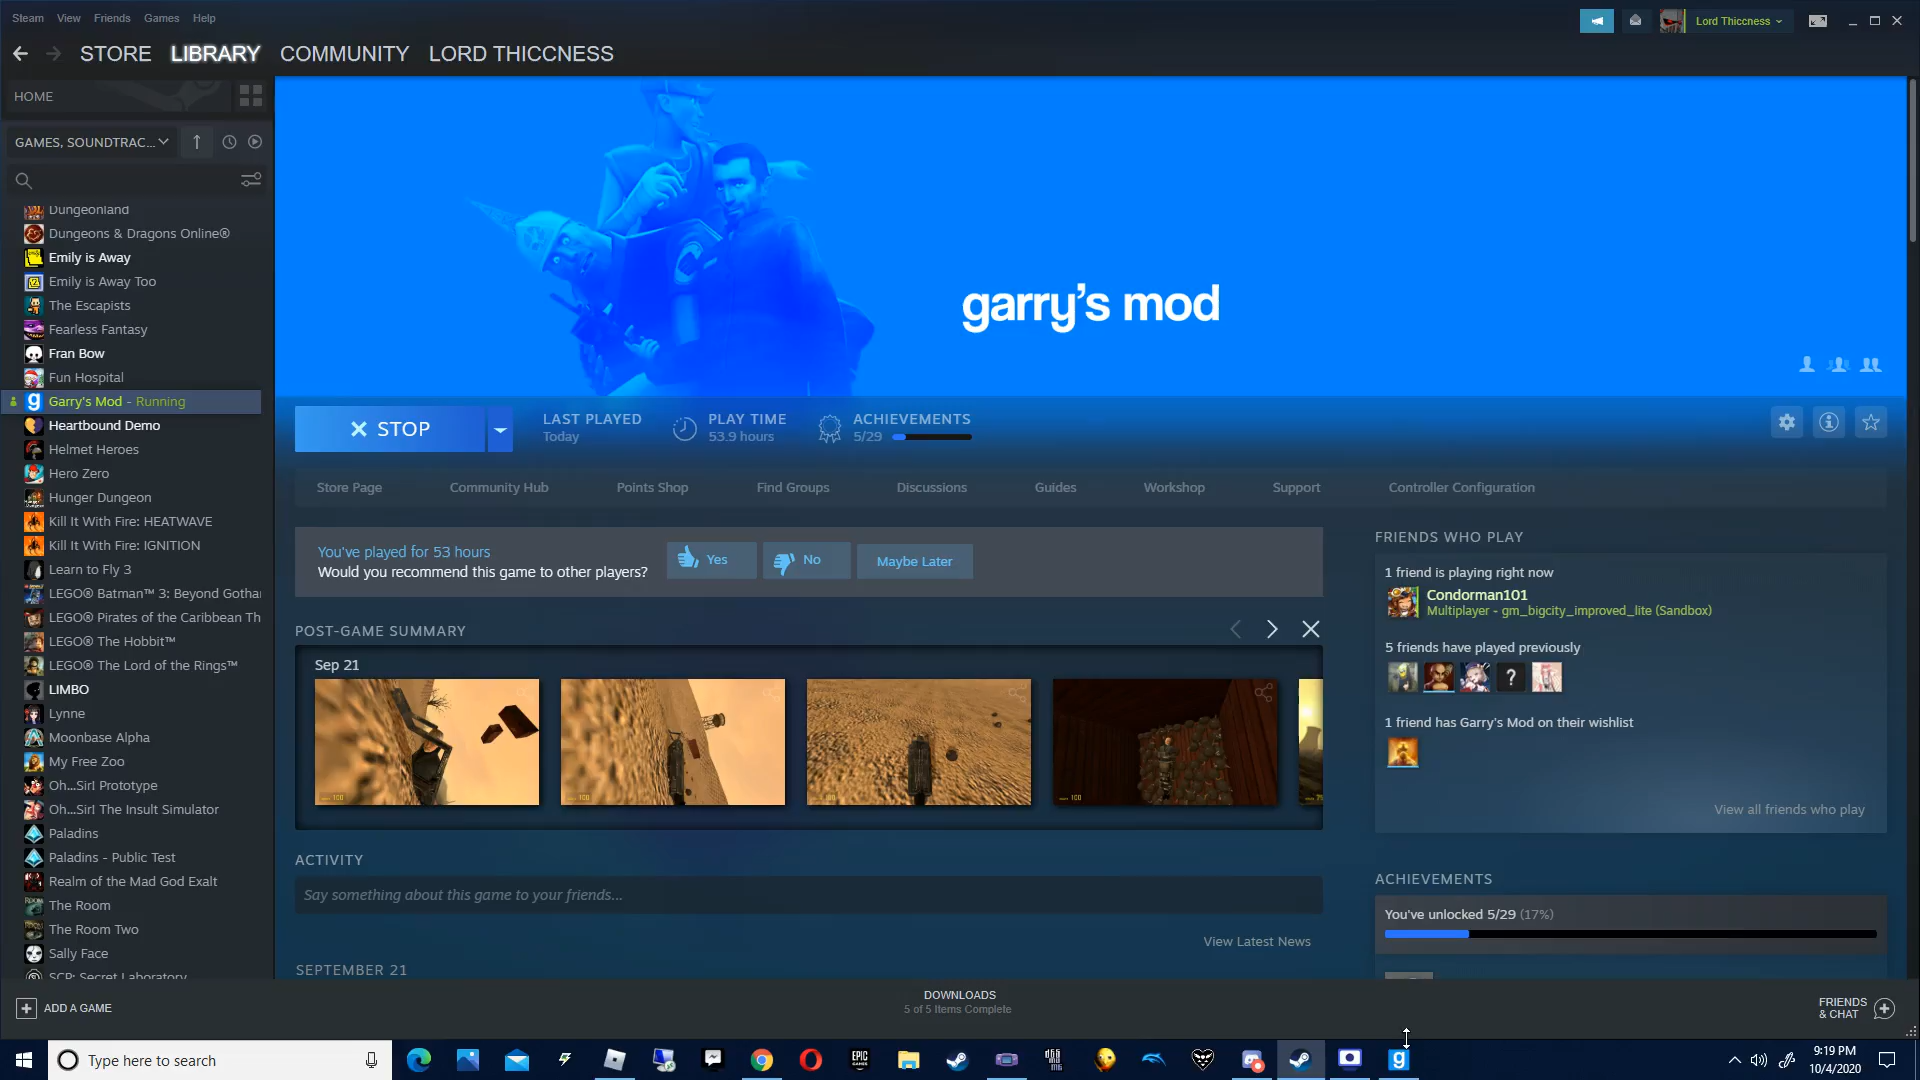 Steam View Friends Games Help
Lord Thiccness
STORE LIBRARY COMMUNITY LORD THICCNESS
HOME
GAMES, SOUNDTRAC...
Dungeonland
Dungeons & Dragons Online®
Emily is Away
Emily is Away Too
The Escapists
Fearless Fantasy
Fran Bow
Fun Hospital
Garry's Mod - Running
Heartbound Demo
Helmet Heroes
Hero Zero
Hunger Dungeon
Kill It With Fire: HEATWAVE
Kill It With Fire: IGNITION
Learn to Fly 3
LEGO® Batman™ 3: Beyond Gothar
LEGO® Pirates of the Caribbean Th
LEGO® The Hobbit™
LEGO® The Lord of the Rings™
LIMBO
Lynne
Moonbase Alpha
My Free Zoo
Oh...Sir! Prototype
Oh...Sir! The Insult Simulator
Paladins
Paladins - Public Test
Realm of the Mad God Exalt
The Room
The Room Two
Sally Face
SCP: Secret Laboratory
ADD A GAME
garry's mod
STOP
LAST PLAYED
Today
PLAY TIME
53.9 hours
ACHIEVEMENTS
5/29
Store Page Community Hub Points Shop Find Groups Discussions Guides Workshop Support Controller Configuration
You've played for 53 hours
Would you recommend this game to other players?
Yes No Maybe Later
POST-GAME SUMMARY
Sep 21
100
100
100
100
ACTIVITY
Say something about this game to your friends...
View Latest News
SEPTEMBER 21
FRIENDS WHO PLAY
1 friend is playing right now
Condorman101
Multiplayer - gm_bigcity_improved_lite (Sandbox)
5 friends have played previously
?
1 friend has Garry's Mod on their wishlist
View all friends who play
ACHIEVEMENTS
You've unlocked 5/29 (17%)
DOWNLOADS
5 of 5 Items Complete
FRIENDS
& CHAT
Type here to search
EPIC
GAMES
g
9:19 PM
10/4/2020